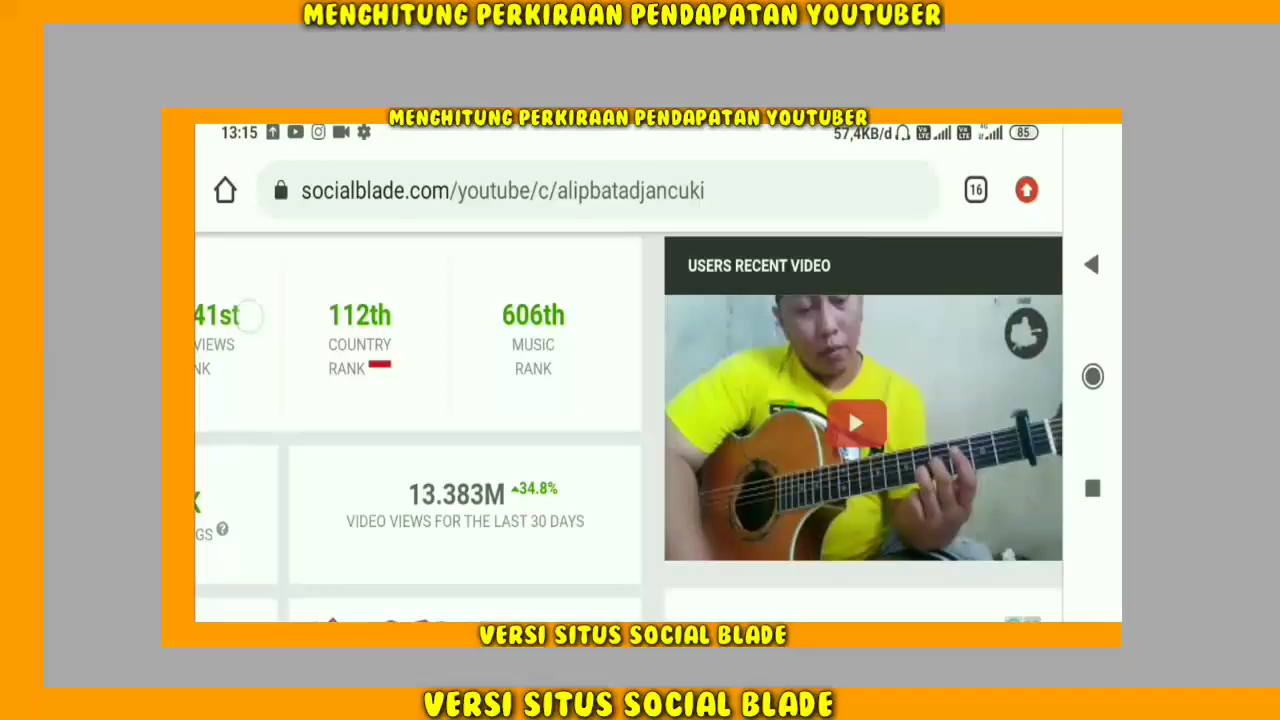 MENGHITUNG PERKIRAAN PENDAPATAN YOUTUBER
MENGHITUNG PERKIRAAN PENDAPATAN YOUTUBER
13:15 57,4KB/d 85
socialblade.com/youtube/c/alipbatadjancuki 16
USERS RECENT VIDEO
41st 112th 606th
VIEWS COUNTRY MUSIC
NK RANK RANK
13.383M 34.8%
VIDEO VIEWS FOR THE LAST 30 DAYS
K
GS ?
VERSI SITUS SOCIAL BLADE
VERSI SITUS SOCIAL BLADE